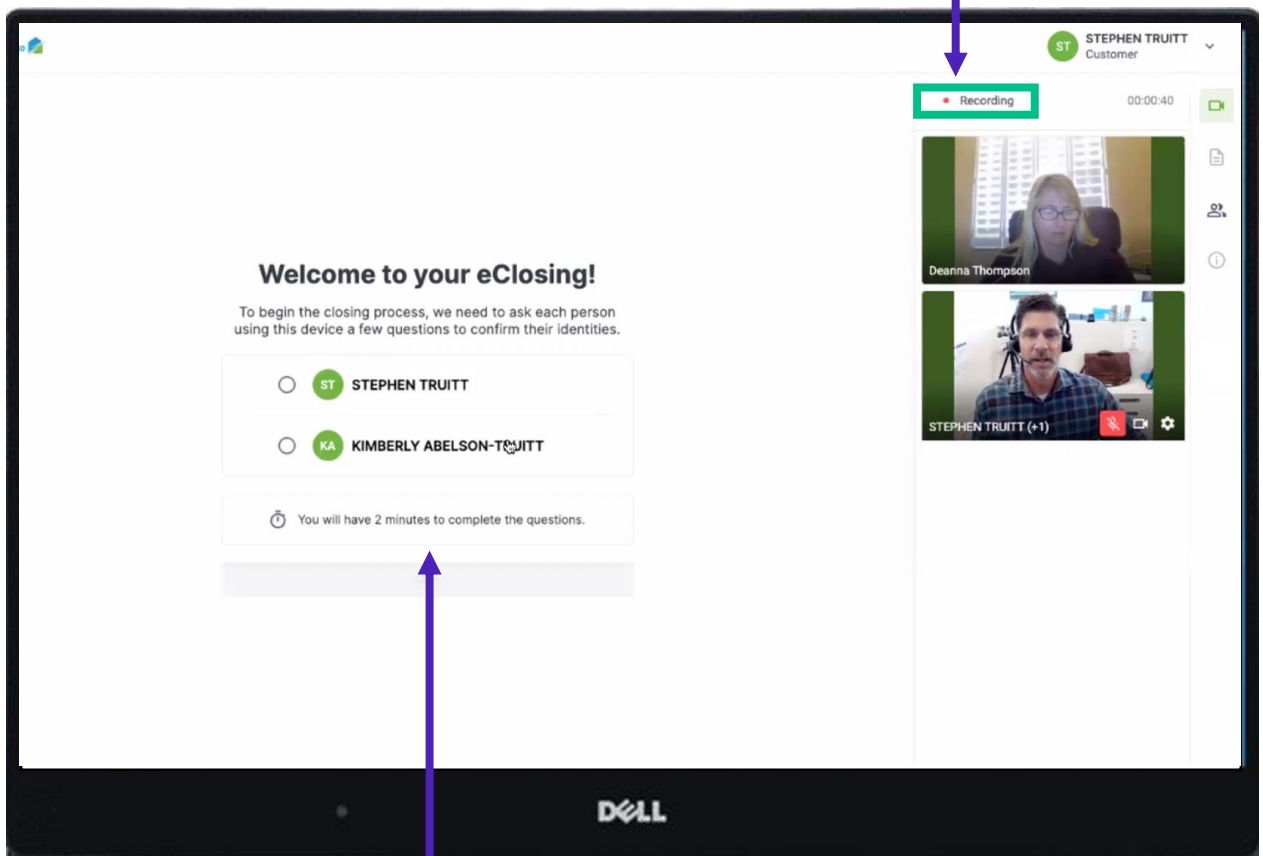 ST STEPHEN TRUITT
Customer
Recording 00:00:40
Deanna Thompson
STEPHEN TRUITT (+1)
Welcome to your eClosing!
To begin the closing process, we need to ask each person
using this device a few questions to confirm their identities.
ST STEPHEN TRUITT
KA KIMBERLY ABELSON-TRUITT
You will have 2 minutes to complete the questions.
DELL